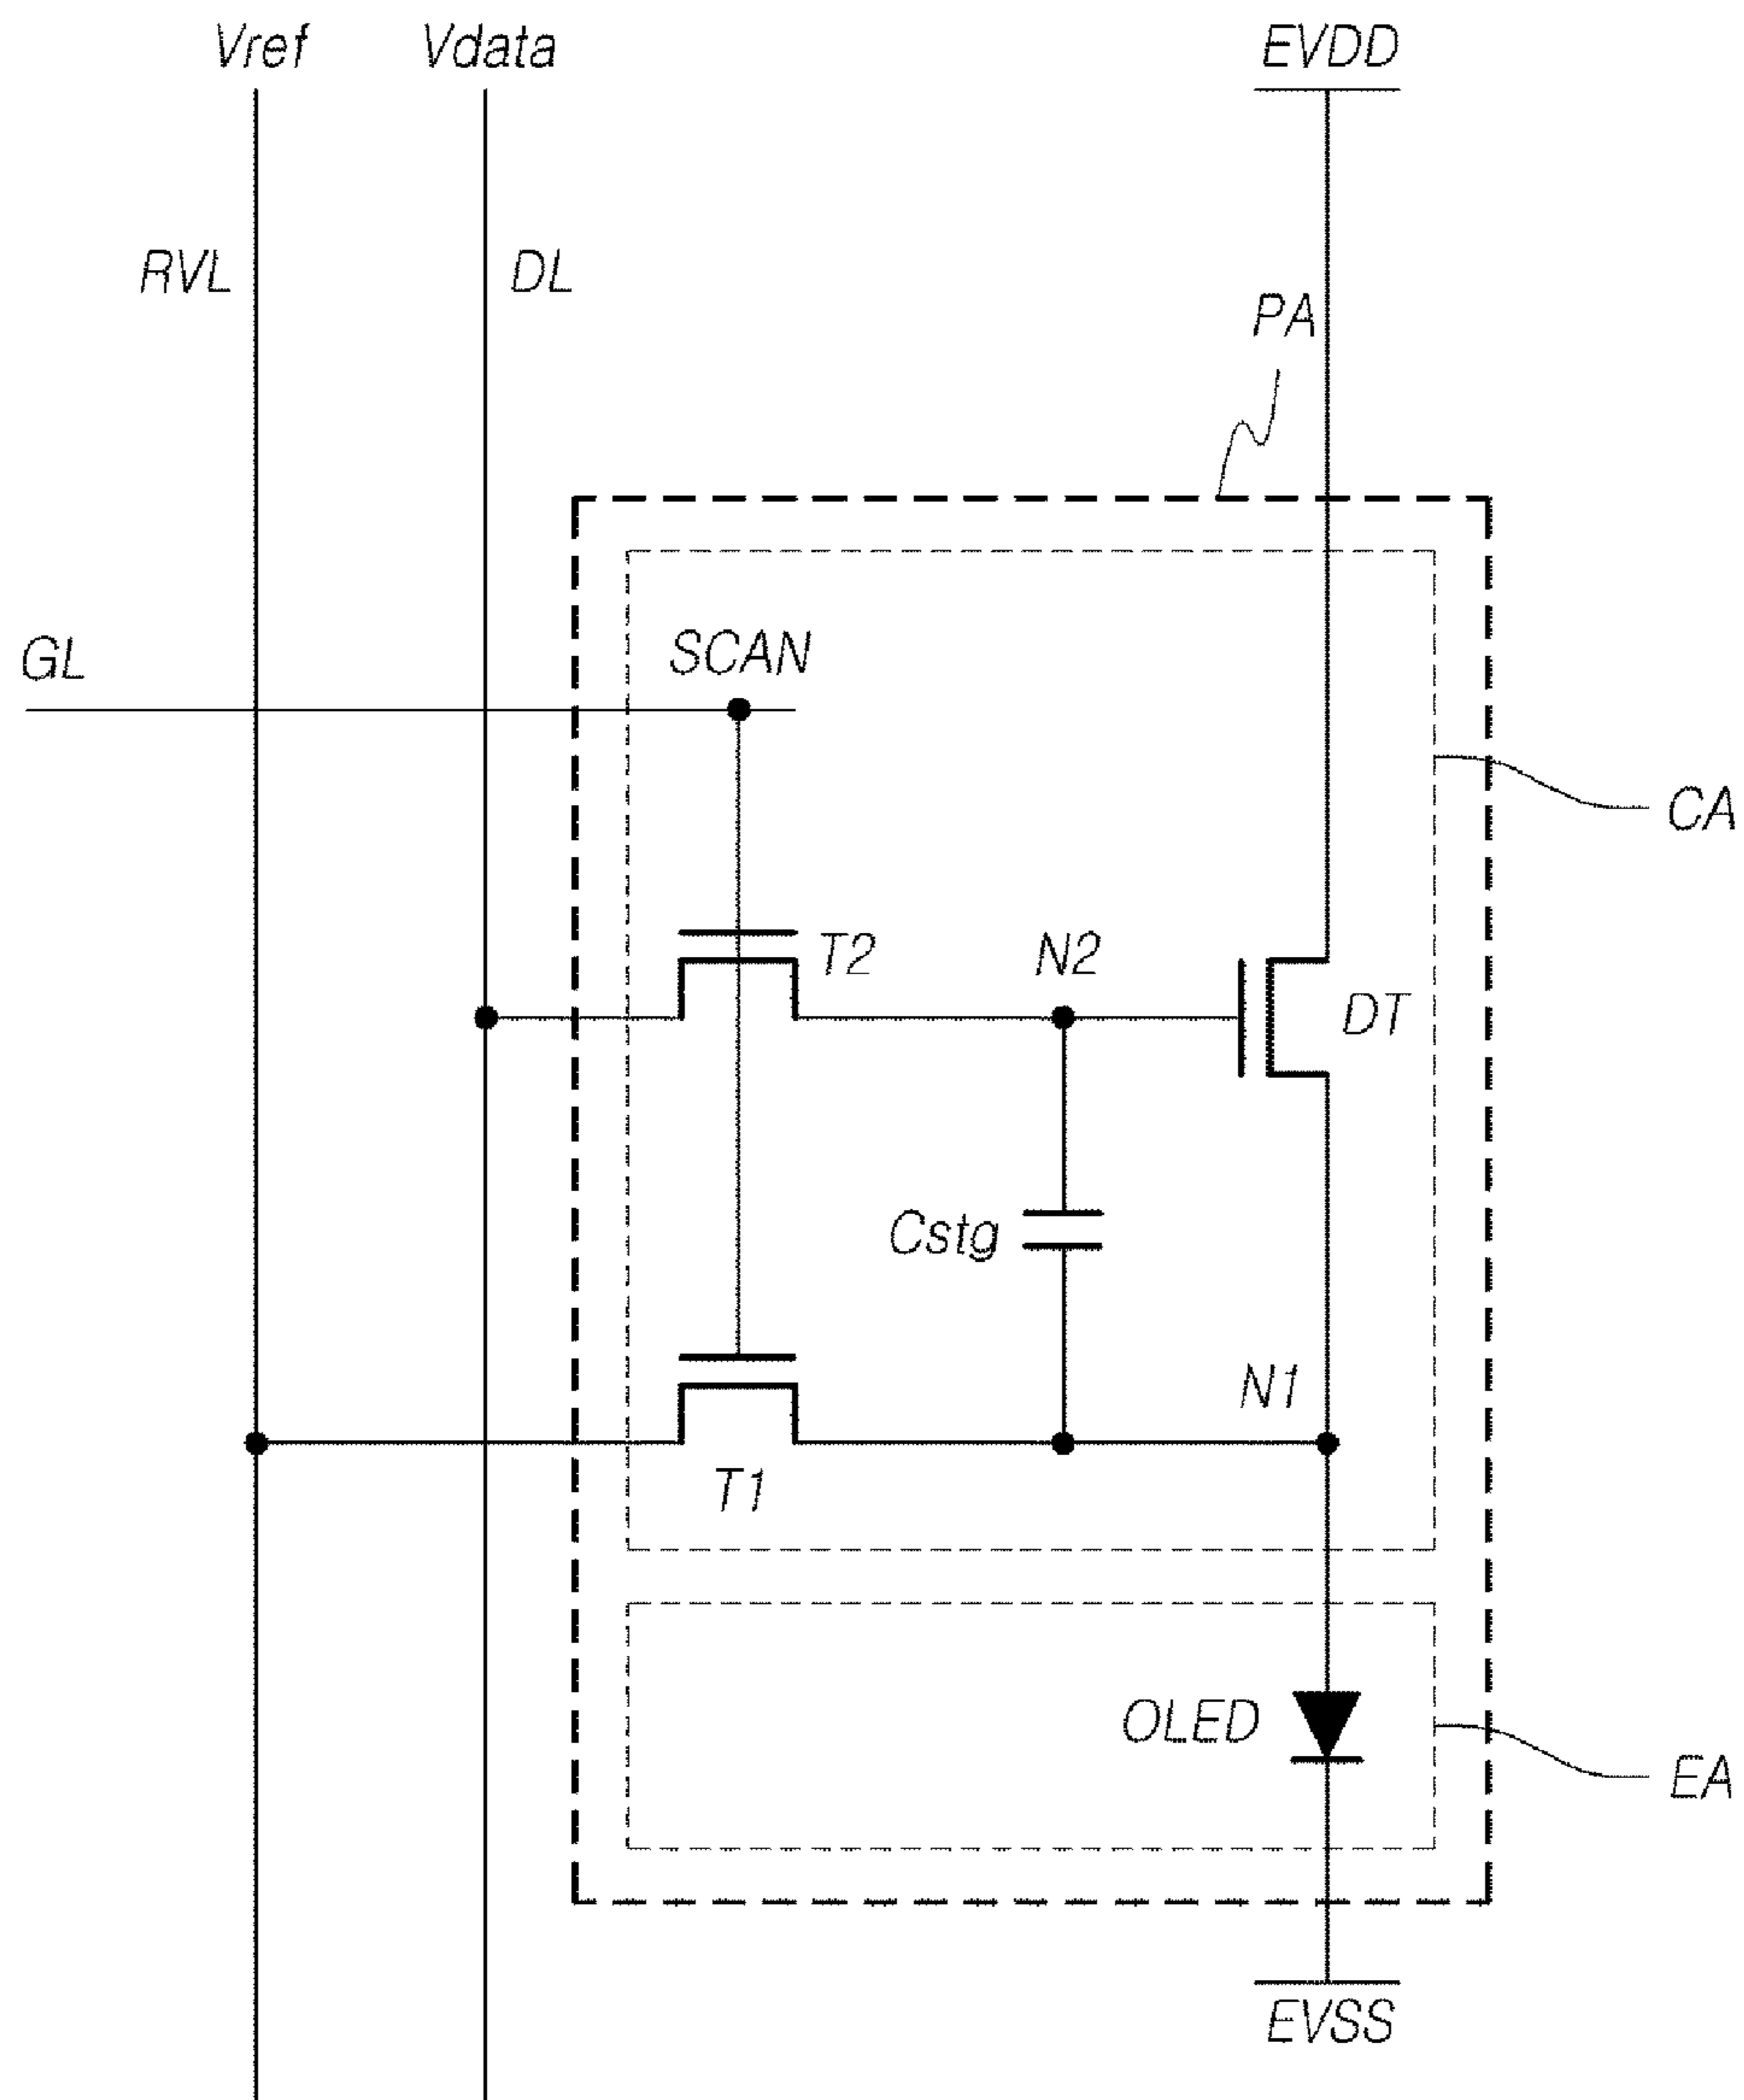 Vref
Vdata
EVDD
RVL
DL
PA
GL
SCAN
CA
T2
N2
DT
Cstg
N1
T1
OLED
EA
EVSS